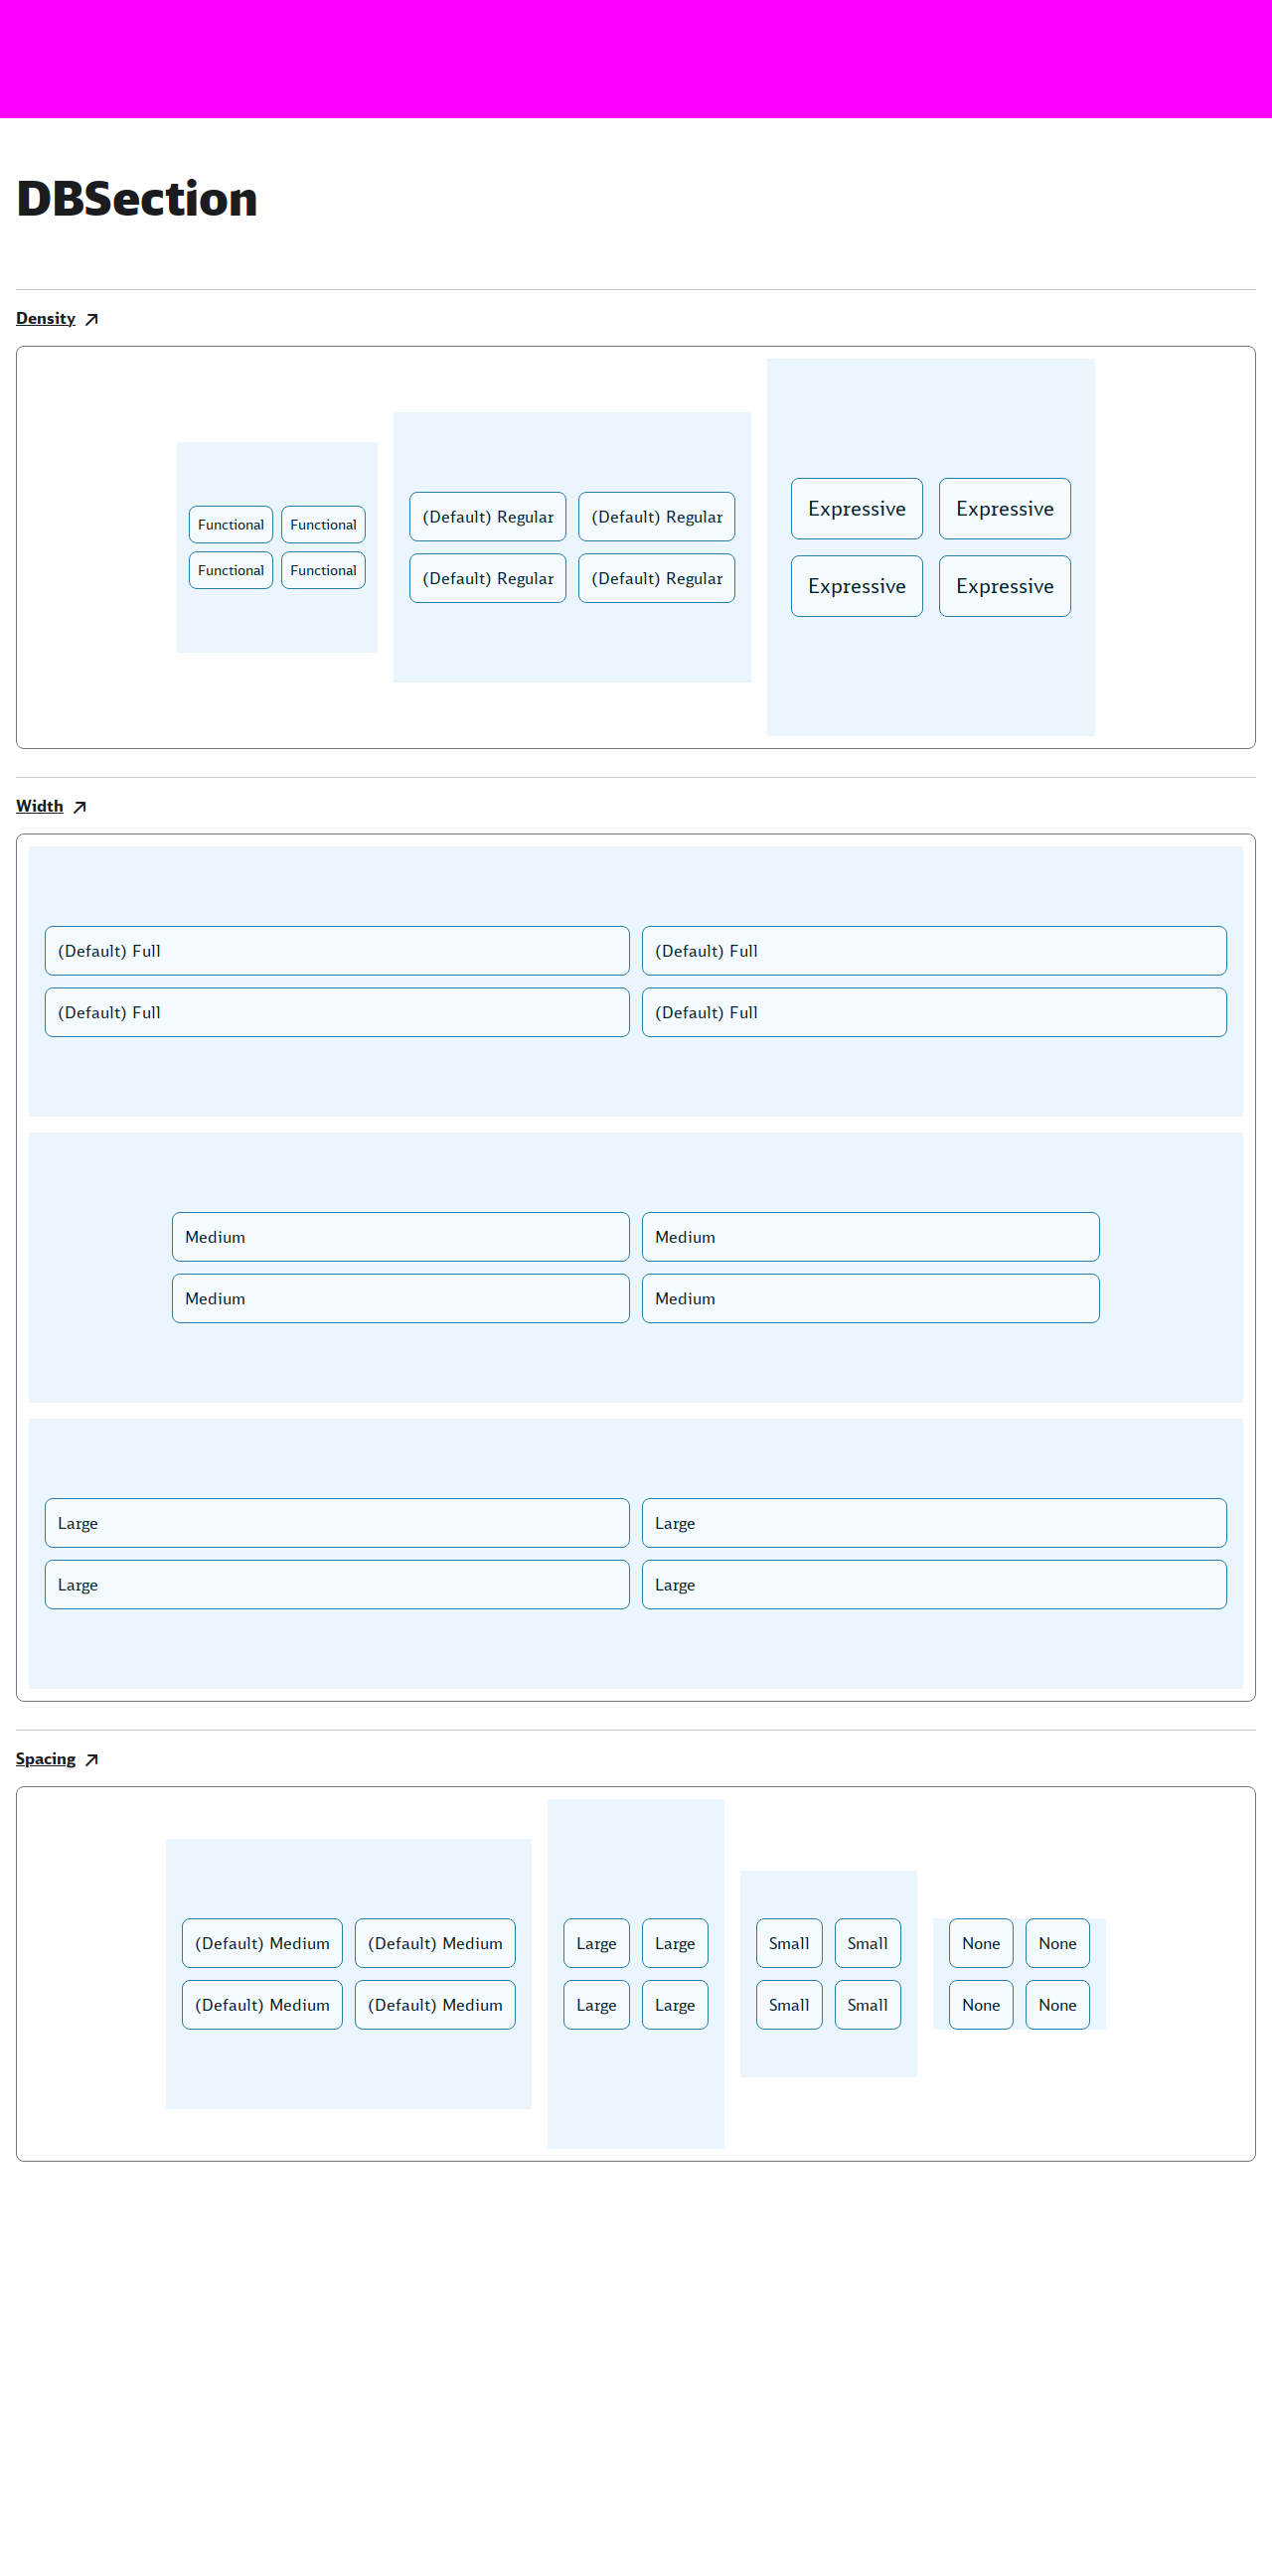 DBSection
Density
Functional Functional
Functional Functional
(Default) Regular (Default) Regular
(Default) Regular (Default) Regular
Expressive Expressive
Expressive Expressive
Width
(Default) Full (Default) Full
(Default) Full (Default) Full
Medium Medium
Medium Medium
Large Large
Large Large
Spacing
(Default) Medium (Default) Medium
(Default) Medium (Default) Medium
Large Large
Large Large
Small Small
Small Small
None None
None None